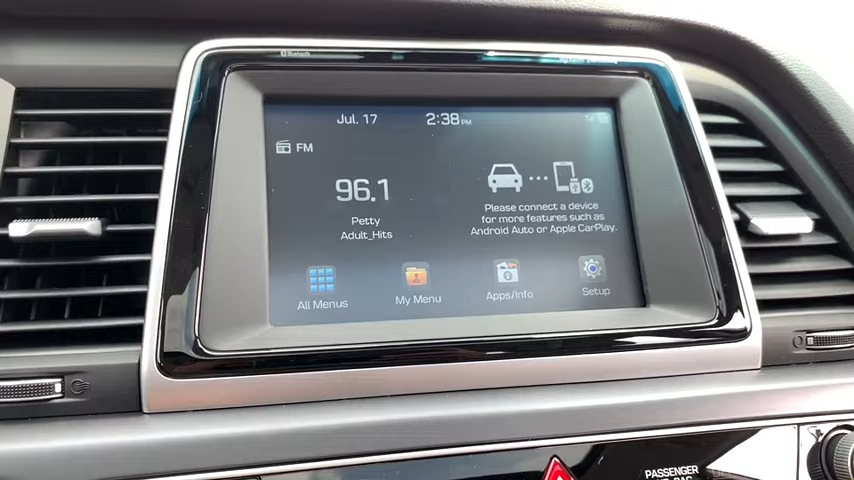 Bluetooth
Jul. 17
2:38 PM
FM
96.1
Petty
Adult_Hits
Please connect a device
for more features such as
Android Auto or Apple CarPlay.
All Menus
My Menu
Apps/Info
Setup
PASSENGER